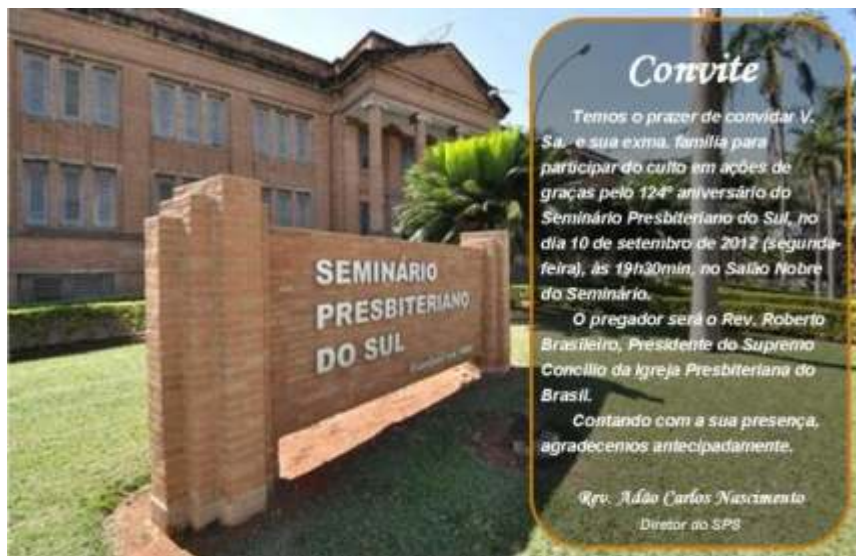 SEMINÁRIO
PRESBITERIANO
DO SUL
Convite
Temos o prazer de convidar V.
Sa. e sua exma. família para
participar do culto em ações de
graças pelo 124º aniversário do
Seminário Presbiteriano do Sul, no
dia 10 de setembro de 2012 (segunda-
feira), às 19h30min, no Salão Nobre
do Seminário.
O pregador será o Rev. Roberto
Brasileiro, Presidente do Supremo
Concílio da Igreja Presbiteriana do
Brasil.
Contando com a sua presença,
agradecemos antecipadamente.
Rev. Adão Carlos Nascimento
Diretor do SPS